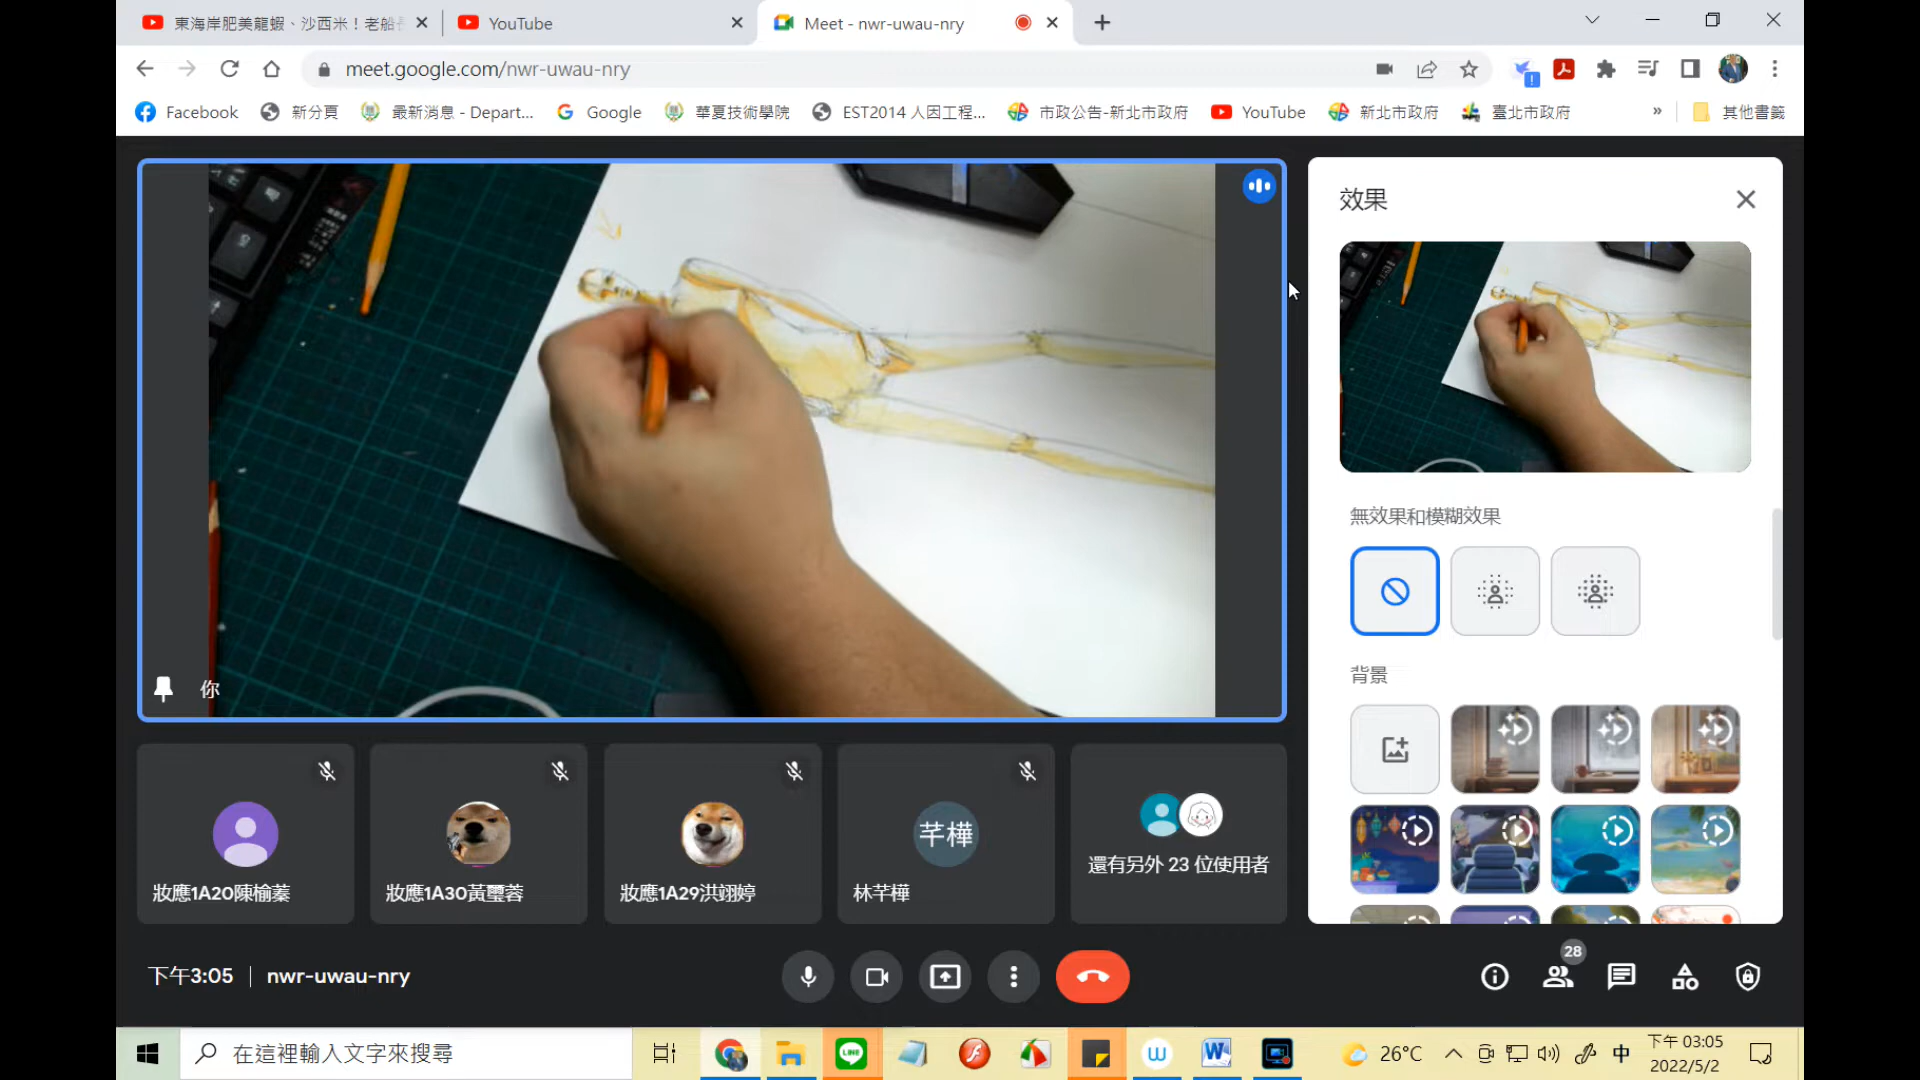 東海岸肥美龍蝦、沙西米！老船長
YouTube
Meet - nwr-uwau-nry
meet.google.com/nwr-uwau-nry
Facebook
新分頁
最新消息 - Depart...
Google
華夏技術學院
EST2014 人因工程...
市政公告-新北市政府
YouTube
新北市政府
臺北市政府
»
其他書籤
效果
無效果和模糊效果
背景
你
妝應1A20陳榆蓁
妝應1A30黃璽蓉
妝應1A29洪翊婷
芊樺
林芊樺
還有另外 23 位使用者
下午3:05
nwr-uwau-nry
28
在這裡輸入文字來搜尋
LINE
26°C
中
下午 03:05
2022/5/2